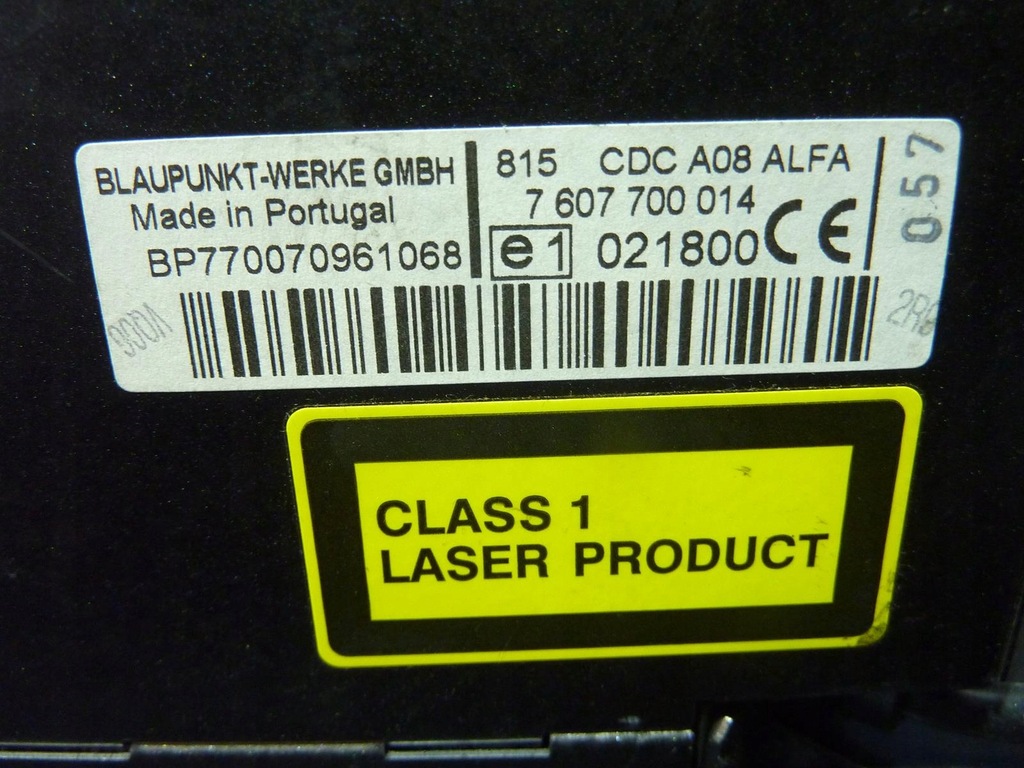 BLAUPUNKT-WERKE GMBH
Made in Portugal
BP770070961068
815 CDC A08 ALFA
7 607 700 014
e1 021800 CE
057
CLASS 1
LASER PRODUCT